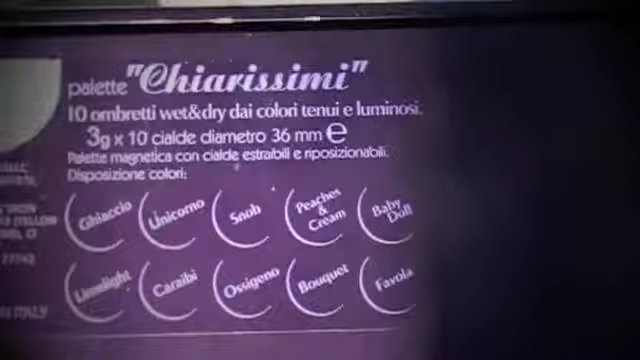 palette "Chiarissimi"
10 ombretti wet&dry dai colori tenui e luminosi.
3g x 10 cialde diametro 36 mm e
Palette magnetica con cialde estraibili e riposizionabili.
Disposizione colori:
Ghiaccio Unicorno Snob Peaches & Cream Baby Doll
Limelight Caraibi Ossigeno Bouquet Favola
ITALY